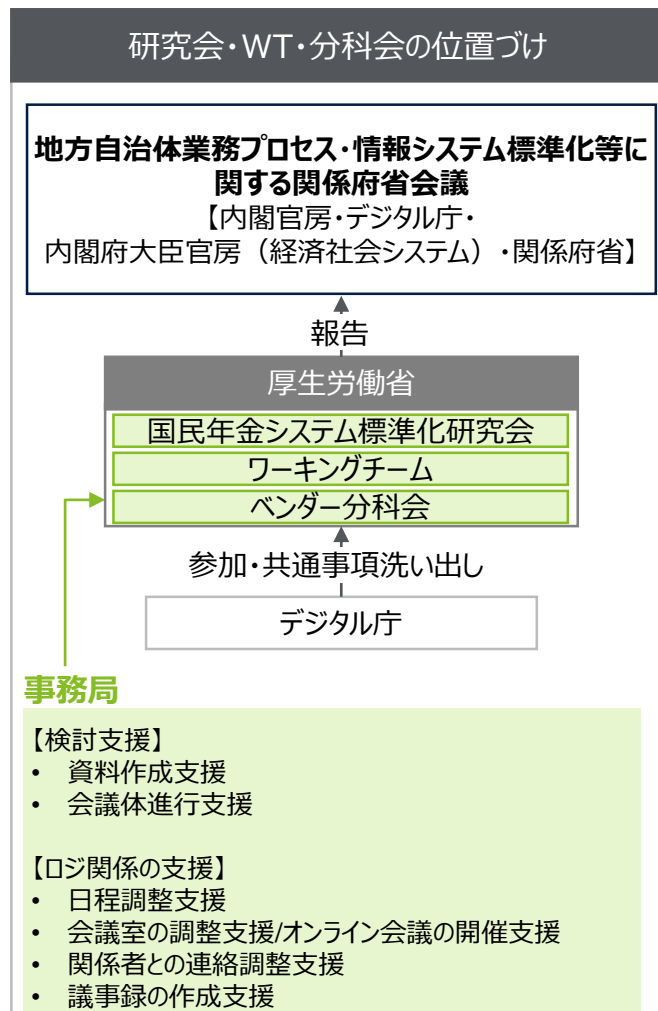 研究会・WT・分科会の位置づけ
地方自治体業務プロセス・情報システム標準化等に
関する関係府省会議
【内閣官房・デジタル庁・
内閣府大臣官房（経済社会システム）・関係府省】
報告
厚生労働省
国民年金システム標準化研究会
ワーキングチーム
ベンダー分科会
参加・共通事項洗い出し
デジタル庁
事務局
【検討支援】
• 資料作成支援
• 会議体進行支援
【ロジ関係の支援】
• 日程調整支援
• 会議室の調整支援/オンライン会議の開催支援
• 関係者との連絡調整支援
• 議事録の作成支援